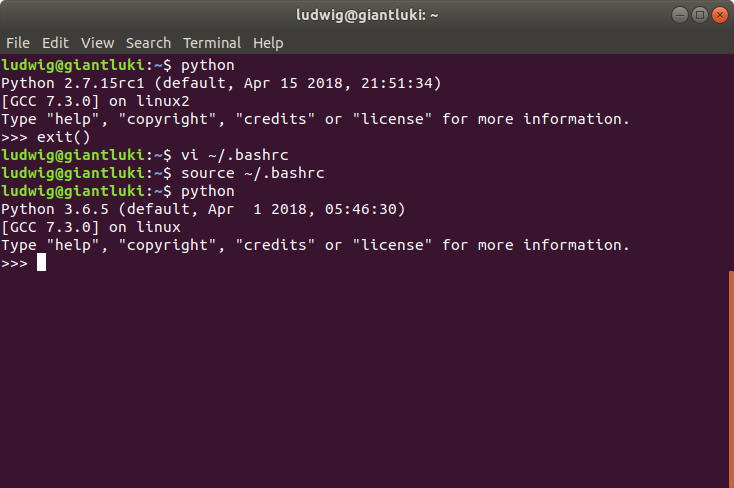 ludwig@giantluki: ~
File Edit View Search Terminal Help
ludwig@giantluki:~$ python
Python 2.7.15rc1 (default, Apr 15 2018, 21:51:34)
[GCC 7.3.0] on linux2
Type "help", "copyright", "credits" or "license" for more information.
>>> exit()
ludwig@giantluki:~$ vi ~/.bashrc
ludwig@giantluki:~$ source ~/.bashrc
ludwig@giantluki:~$ python
Python 3.6.5 (default, Apr  1 2018, 05:46:30)
[GCC 7.3.0] on linux
Type "help", "copyright", "credits" or "license" for more information.
>>>